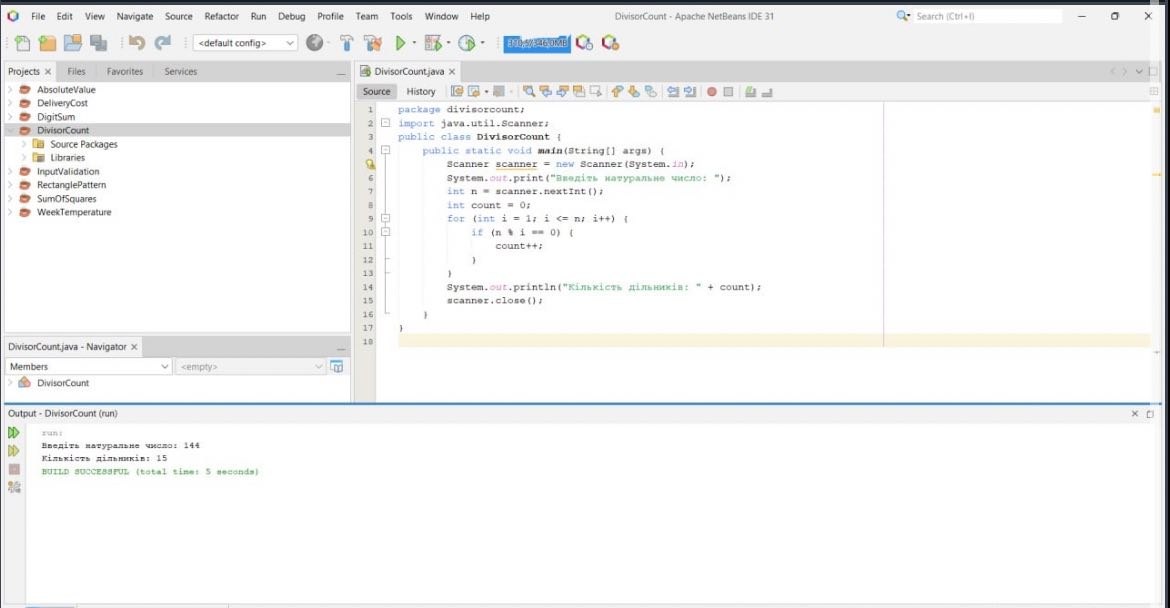 File Edit View Navigate Source Refactor Run Debug Profile Team Tools Window Help
DivisorCount - Apache NetBeans IDE 31
Search (Ctrl+I)
<default config>
Projects
Files
Favorites
Services
AbsoluteValue
DeliveryCost
DigitSum
DivisorCount
Source Packages
Libraries
InputValidation
RectanglePattern
SumOfSquares
WeekTemperature
DivisorCount.java - Navigator
Members
<empty>
DivisorCount
DivisorCount.java
Source History
1 package divisorcount;
2 import java.util.Scanner;
3 public class DivisorCount {
4 public static void main(String[] args) {
Scanner scanner = new Scanner(System.in);
6 System.out.print("Введіть натуральне число: ");
7 int n = scanner.nextInt();
8 int count = 0;
9 for (int i = 1; i <= n; i++) {
10 if (n % i == 0) {
11 count++;
12 }
13 }
14 System.out.println("Кількість дільників: " + count);
15 scanner.close();
16 }
17 }
18
Output - DivisorCount (run)
run:
Введіть натуральне число: 144
Кількість дільників: 15
BUILD SUCCESSFUL (total time: 5 seconds)